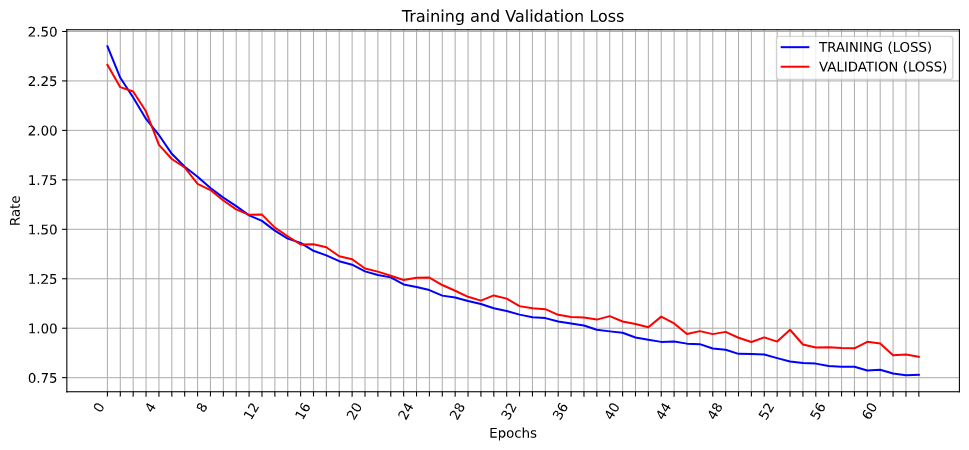 Training and Validation Loss
TRAINING (LOSS)
VALIDATION (LOSS)
Rate
2.50
2.25
2.00
1.75
1.50
1.25
1.00
0.75
0 4 8 12 16 20 24 28 32 36 40 44 48 52 56 60
Epochs